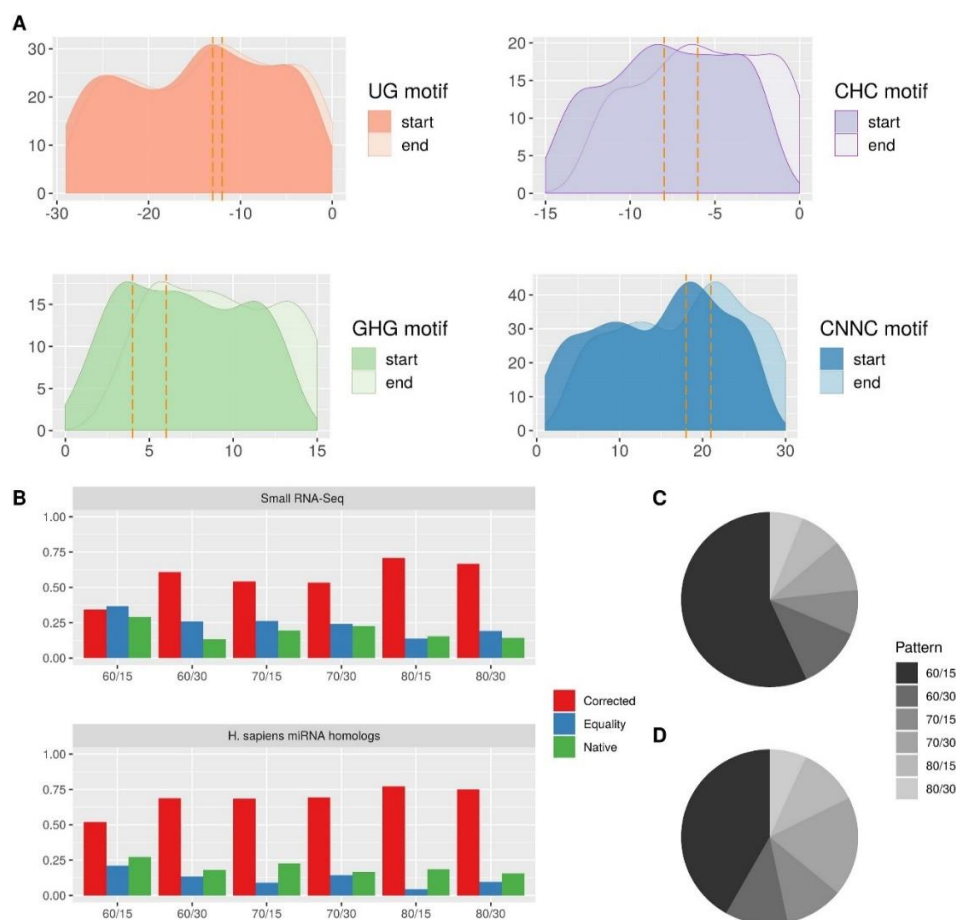 A
30
20
10
0
-30
-20
-10
0
UG motif
start
end
20
15
10
5
0
-15
-10
-5
0
CHC motif
start
end
15
10
5
0
0
5
10
15
GHG motif
start
end
40
30
20
10
0
0
10
20
30
CNNC motif
start
end
B
Small RNA-Seq
1.00
0.75
0.50
0.25
0.00
60/15 60/30 70/15 70/30 80/15 80/30
H. sapiens miRNA homologs
1.00
0.75
0.50
0.25
0.00
60/15 60/30 70/15 70/30 80/15 80/30
Corrected
Equality
Native
C
D
Pattern
60/15
60/30
70/15
70/30
80/15
80/30